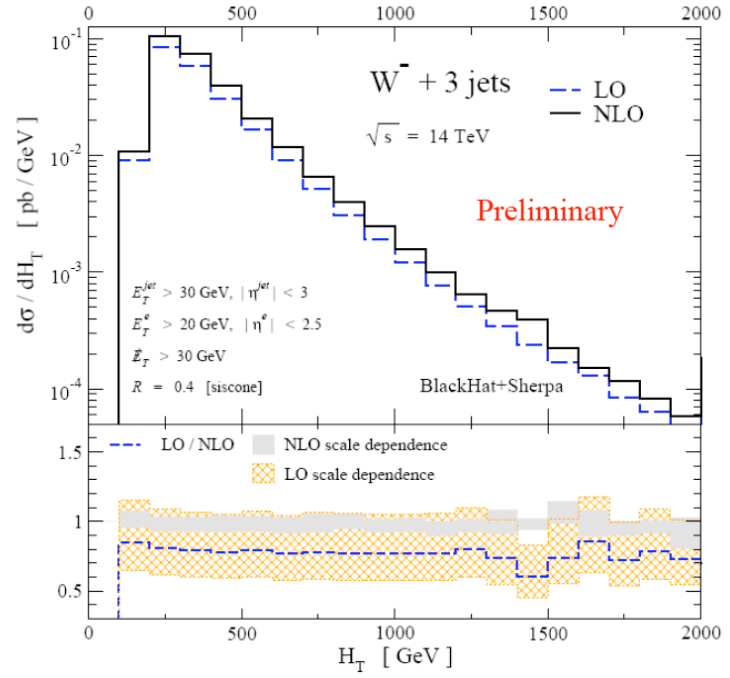 0 500 1000 1500 2000
10^-1
10^-2
10^-3
10^-4
dσ / dH_T [ pb / GeV ]
W^- + 3 jets
√s = 14 TeV
LO
NLO
Preliminary
E_T^jet > 30 GeV, | η^jet | < 3
E_T^e > 20 GeV, | η^e | < 2.5
E̸_T > 30 GeV
R = 0.4 [siscone]
BlackHat+Sherpa
LO / NLO
NLO scale dependence
LO scale dependence
1.5
1
0.5
0 500 1000 1500 2000
H_T [ GeV ]